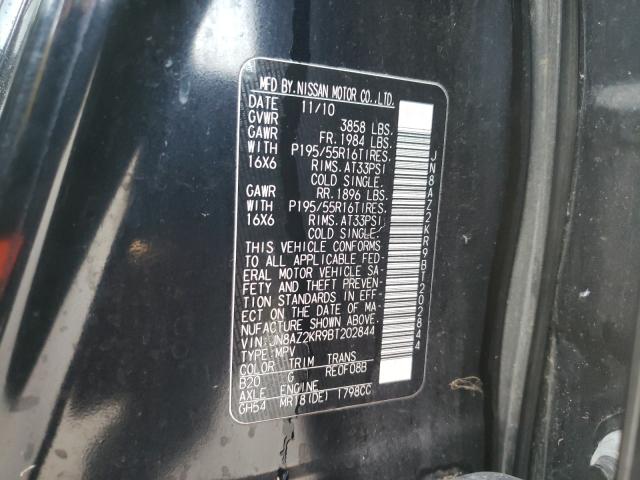 MFD BY.NISSAN MOTOR CO.,LTD.
DATE 11/10
GVWR 3858 LBS.
GAWR FR.1984 LBS.
WITH P195/55R16TIRES.
16X6 RIMS.AT33PSI
COLD SINGLE.
GAWR RR.1896 LBS.
WITH P195/55R16TIRES.
16X6 RIMS.AT33PSI
COLD SINGLE.
THIS VEHICLE CONFORMS
TO ALL APPLICABLE FED-
ERAL MOTOR VEHICLE SA-
FETY AND THEFT PREVEN-
TION STANDARDS IN EFF-
ECT ON THE DATE OF MA-
NUFACTURE SHOWN ABOVE.
VIN:JN8AZ2KR9BT202844
TYPE:MPV
COLOR TRIM TRANS
B20 G RE0F08B
AXLE ENGINE
GH54 MR18(DE) 1798CC
JN8AZ2KR9BT202844